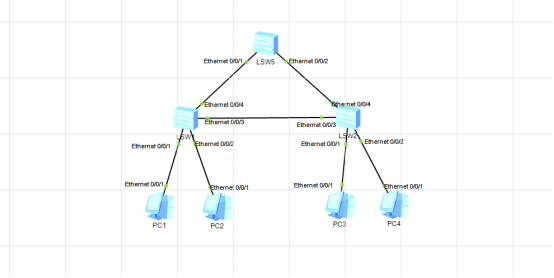 Ethernet 0/0/1
Ethernet 0/0/2
LSW5
Ethernet 0/0/4
Ethernet 0/0/4
Ethernet 0/0/3
Ethernet 0/0/3
LSW1
LSW2
Ethernet 0/0/1
Ethernet 0/0/2
Ethernet 0/0/1
Ethernet 0/0/2
Ethernet 0/0/1
Ethernet 0/0/1
Ethernet 0/0/1
Ethernet 0/0/1
PC1
PC2
PC3
PC4